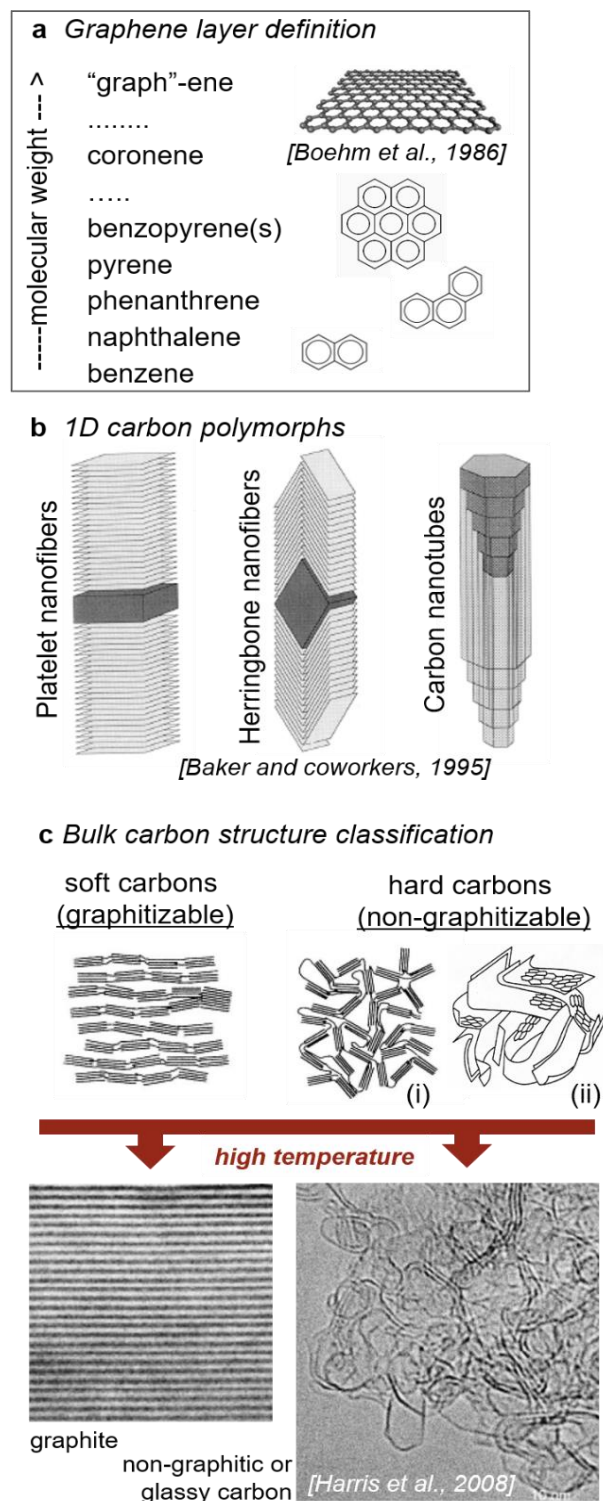 a Graphene layer definition
-----molecular weight --- >
“graph”-ene
........
coronene
.....
benzopyrene(s)
pyrene
phenanthrene
naphthalene
benzene
[Boehm et al., 1986]
b 1D carbon polymorphs
Platelet nanofibers
Herringbone nanofibers
Carbon nanotubes
[Baker and coworkers, 1995]
c Bulk carbon structure classification
soft carbons
(graphitizable)
hard carbons
(non-graphitizable)
(i)
(ii)
high temperature
graphite
non-graphitic or
glassy carbon
[Harris et al., 2008]
10 nm